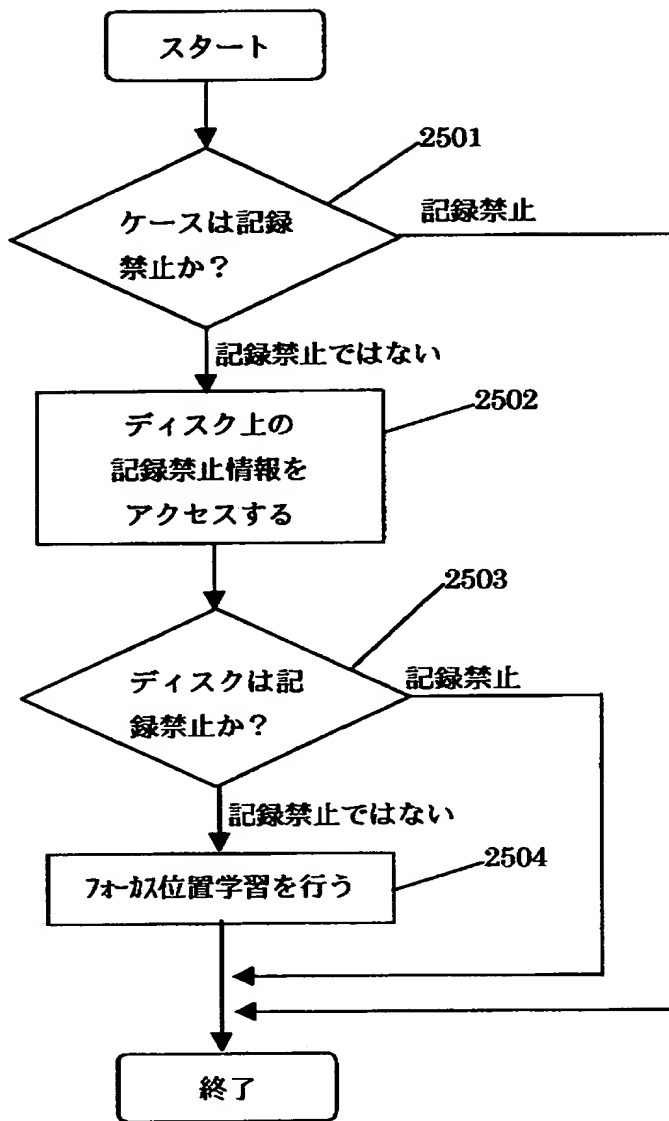 スタート
2501
ケースは記録
禁止か？
記録禁止
記録禁止ではない
2502
ディスク上の
記録禁止情報を
アクセスする
2503
ディスクは記
録禁止か？
記録禁止
記録禁止ではない
2504
ﾌｫｰｶｽ位置学習を行う
終了